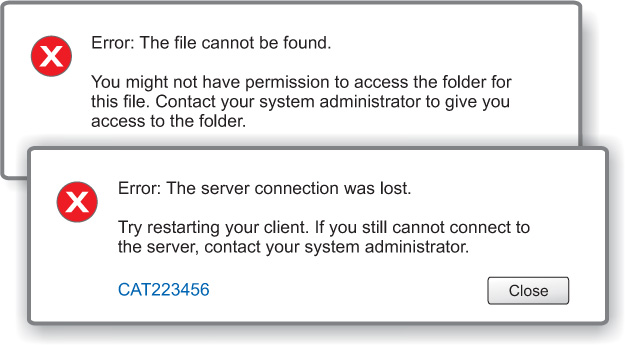 Error: The file cannot be found.
You might not have permission to access the folder for
this file. Contact your system administrator to give you
access to the folder.
Error: The server connection was lost.
Try restarting your client. If you still cannot connect to
the server, contact your system administrator.
CAT223456
Close